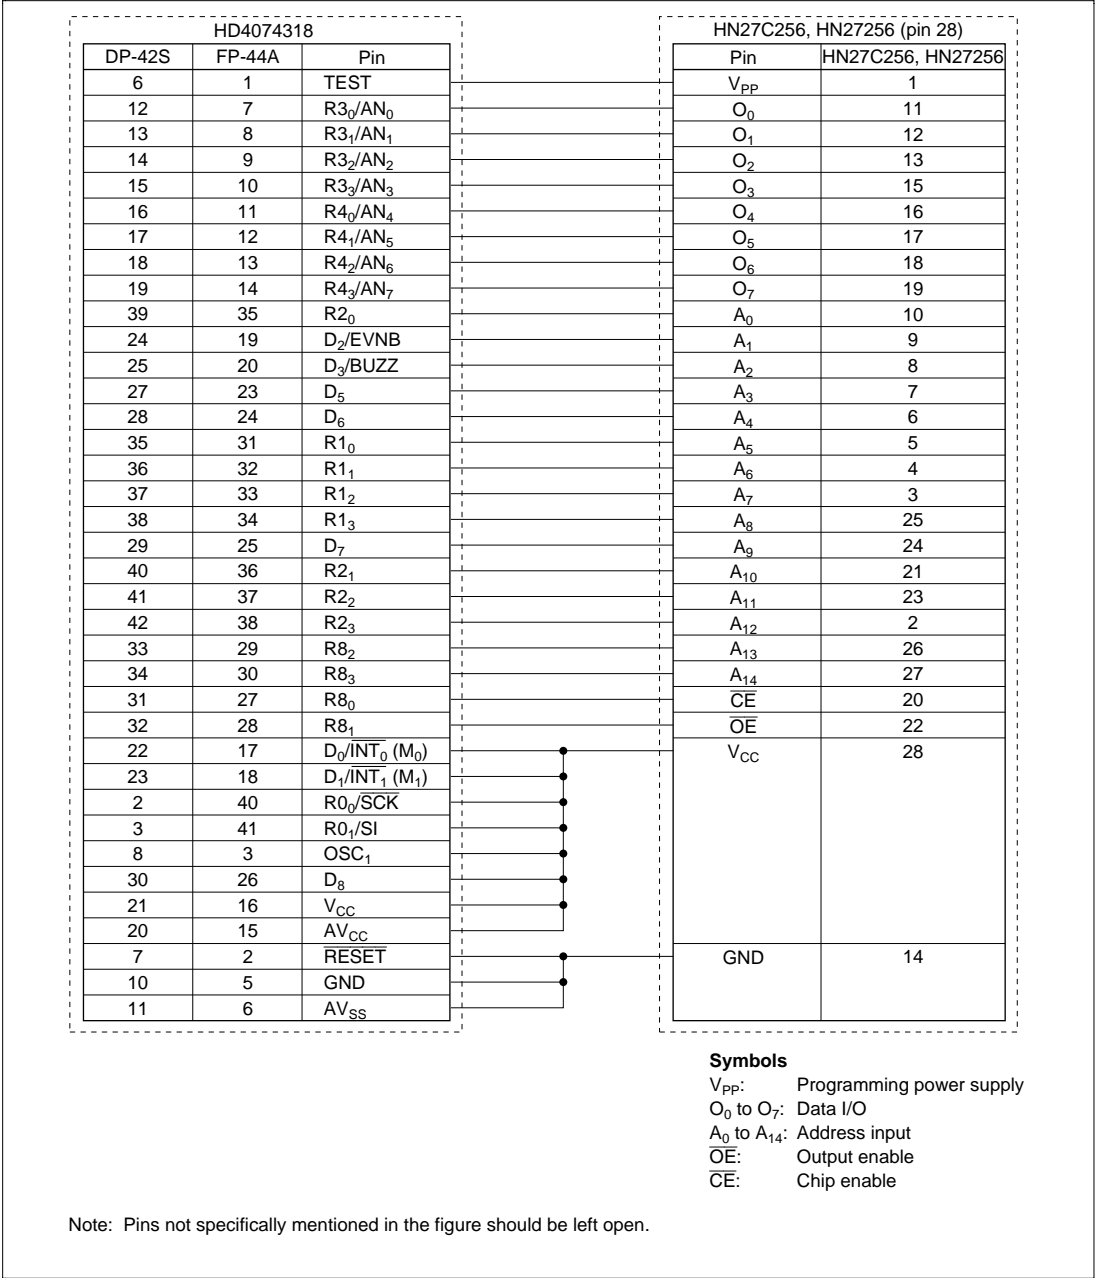 HD4074318 HN27C256, HN27256 (pin 28)
DP-42S FP-44A Pin Pin HN27C256, HN27256
6 1 TEST V_PP 1
12 7 R3₀/AN₀ O₀ 11
13 8 R3₁/AN₁ O₁ 12
14 9 R3₂/AN₂ O₂ 13
15 10 R3₃/AN₃ O₃ 15
16 11 R4₀/AN₄ O₄ 16
17 12 R4₁/AN₅ O₅ 17
18 13 R4₂/AN₆ O₆ 18
19 14 R4₃/AN₇ O₇ 19
39 35 R2₀ A₀ 10
24 19 D₂/EVNB A₁ 9
25 20 D₃/BUZZ A₂ 8
27 23 D₅ A₃ 7
28 24 D₆ A₄ 6
35 31 R1₀ A₅ 5
36 32 R1₁ A₆ 4
37 33 R1₂ A₇ 3
38 34 R1₃ A₈ 25
29 25 D₇ A₉ 24
40 36 R2₁ A₁₀ 21
41 37 R2₂ A₁₁ 23
42 38 R2₃ A₁₂ 2
33 29 R8₂ A₁₃ 26
34 30 R8₃ A₁₄ 27
31 27 R8₀ C̅E̅ 20
32 28 R8₁ O̅E̅ 22
22 17 D₀/I̅N̅T̅₀ (M₀) V_CC 28
23 18 D₁/I̅N̅T̅₁ (M₁)
2 40 R0₀/S̅C̅K̅
3 41 R0₁/SI
8 3 OSC₁
30 26 D₈
21 16 V_CC
20 15 AV_CC
7 2 R̅E̅S̅E̅T̅ GND 14
10 5 GND
11 6 AV_SS
Symbols
V_PP: Programming power supply
O₀ to O₇: Data I/O
A₀ to A₁₄: Address input
O̅E̅: Output enable
C̅E̅: Chip enable
Note: Pins not specifically mentioned in the figure should be left open.